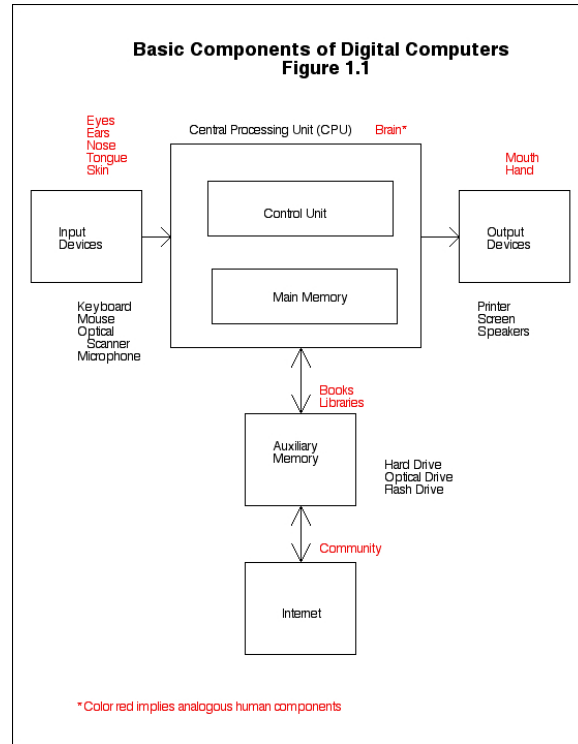 Basic Components of Digital Computers
Figure 1.1
Eyes
Ears
Nose
Tongue
Skin
Central Processing Unit (CPU)
Brain*
Mouth
Hand
Input
Devices
Control Unit
Main Memory
Output
Devices
Keyboard
Mouse
Optical
Scanner
Microphone
Printer
Screen
Speakers
Books
Libraries
Auxiliary
Memory
Hard Drive
Optical Drive
Flash Drive
Community
Internet
*Color red implies analogous human components